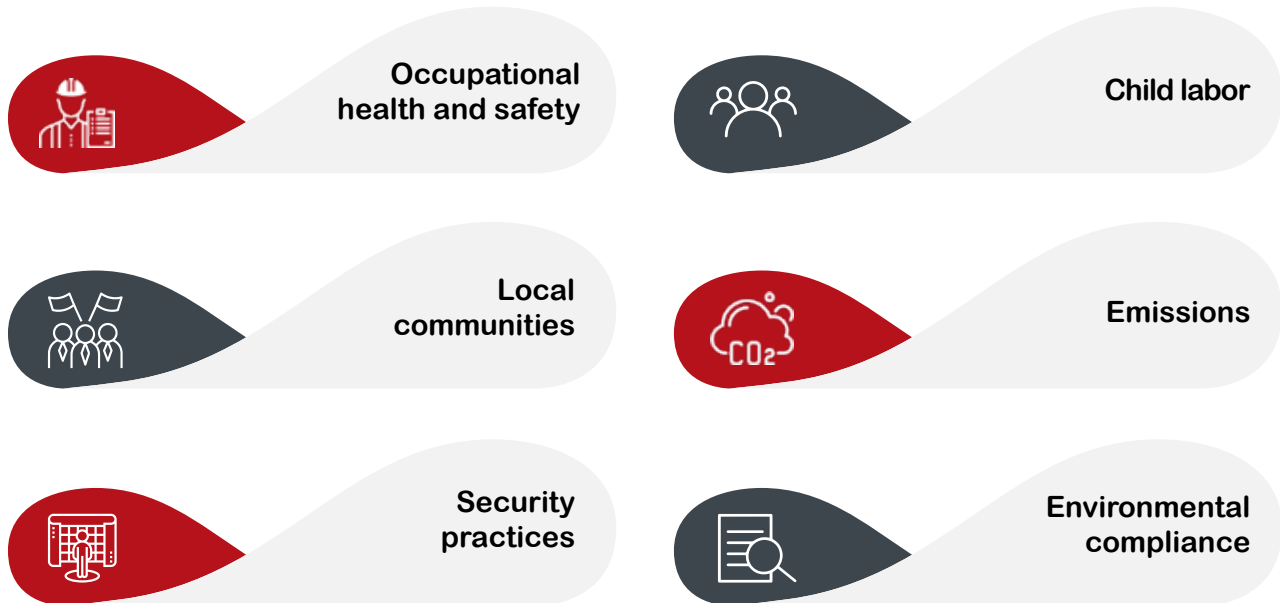 Occupational
health and safety
Child labor
Local
communities
CO2
Emissions
Security
practices
Environmental
compliance